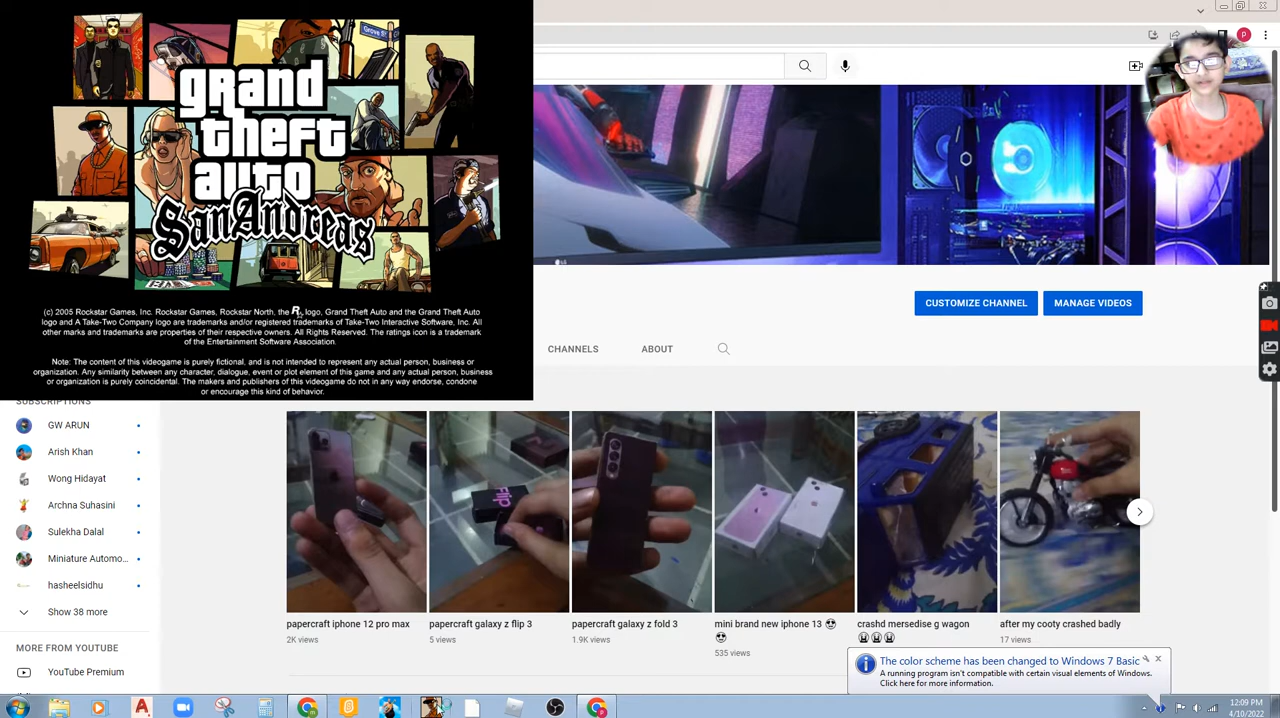 Grove St
grand
theft
auto
San Andreas
(c) 2005 Rockstar Games, Inc. Rockstar Games, Rockstar North, the R logo, Grand Theft Auto and the Grand Theft Auto
logo and A Take-Two Company logo are trademarks and/or registered trademarks of Take-Two Interactive Software, Inc. All
other marks and trademarks are properties of their respective owners. All Rights Reserved. The ratings icon is a trademark
of the Entertainment Software Association.
Note: The content of this videogame is purely fictional, and is not intended to represent any actual person, business or
organization. Any similarity between any character, dialogue, event or plot element of this game and any actual person, business
or organization is purely coincidental. The makers and publishers of this videogame do not in any way endorse, condone
or encourage this kind of behavior.
P
CUSTOMIZE CHANNEL
MANAGE VIDEOS
CHANNELS
ABOUT
SUBSCRIPTIONS
GW ARUN
Arish Khan
Wong Hidayat
Archna Suhasini
Sulekha Dalal
Miniature Automo...
hasheelsidhu
Show 38 more
MORE FROM YOUTUBE
YouTube Premium
flip
papercraft iphone 12 pro max
2K views
papercraft galaxy z flip 3
5 views
papercraft galaxy z fold 3
1.9K views
mini brand new iphone 13 😎
😎
535 views
crashd mersedise g wagon
😭😭😭
after my cooty crashed badly
17 views
The color scheme has been changed to Windows 7 Basic
A running program isn't compatible with certain visual elements of Windows.
Click here for more information.
12:09 PM
4/10/2022